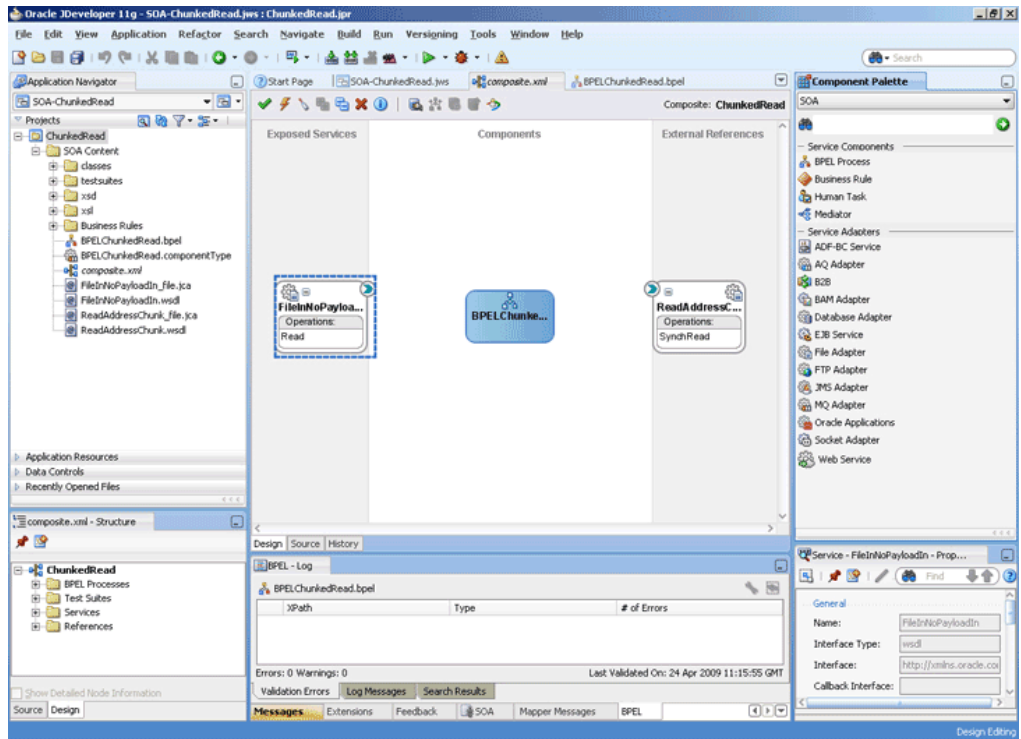 Oracle JDeveloper 11g - SOA-ChunkedRead.jws : ChunkedRead.jpr
File Edit View Application Refactor Search Navigate Build Run Versioning Tools Window Help
Search
Application Navigator
SOA-ChunkedRead
Projects
ChunkedRead
SOA Content
classes
testsuites
xsd
xsl
Business Rules
BPELChunkedRead.bpel
BPELChunkedRead.componentType
composite.xml
FileInNoPayloadIn_file.jca
FileInNoPayloadIn.wsdl
ReadAddressChunk_file.jca
ReadAddressChunk.wsdl
Application Resources
Data Controls
Recently Opened Files
composite.xml - Structure
ChunkedRead
BPEL Processes
Test Suites
Services
References
Show Detailed Node Information
Source Design
Start Page SOA-ChunkedRead.jws composite.xml BPELChunkedRead.bpel
Composite: ChunkedRead
Exposed Services Components External References
FileInNoPayloa...
Operations:
Read
BPELChunke...
ReadAddressC...
Operations:
SynchRead
Design Source History
BPEL - Log
BPELChunkedRead.bpel
XPath Type # of Errors
Errors: 0 Warnings: 0 Last Validated On: 24 Apr 2009 11:15:55 GMT
Validation Errors Log Messages Search Results
Messages Extensions Feedback SOA Mapper Messages BPEL
Component Palette
SOA
Service Components
BPEL Process
Business Rule
Human Task
Mediator
Service Adapters
ADF-BC Service
AQ Adapter
B2B
BAM Adapter
Database Adapter
EJB Service
File Adapter
FTP Adapter
JMS Adapter
MQ Adapter
Oracle Applications
Socket Adapter
Web Service
Service - FileInNoPayloadIn - Prop...
Find
General
Name: FileInNoPayloadIn
Interface Type: wsdl
Interface: http://xmlns.oracle.co
Callback Interface:
Design Editing